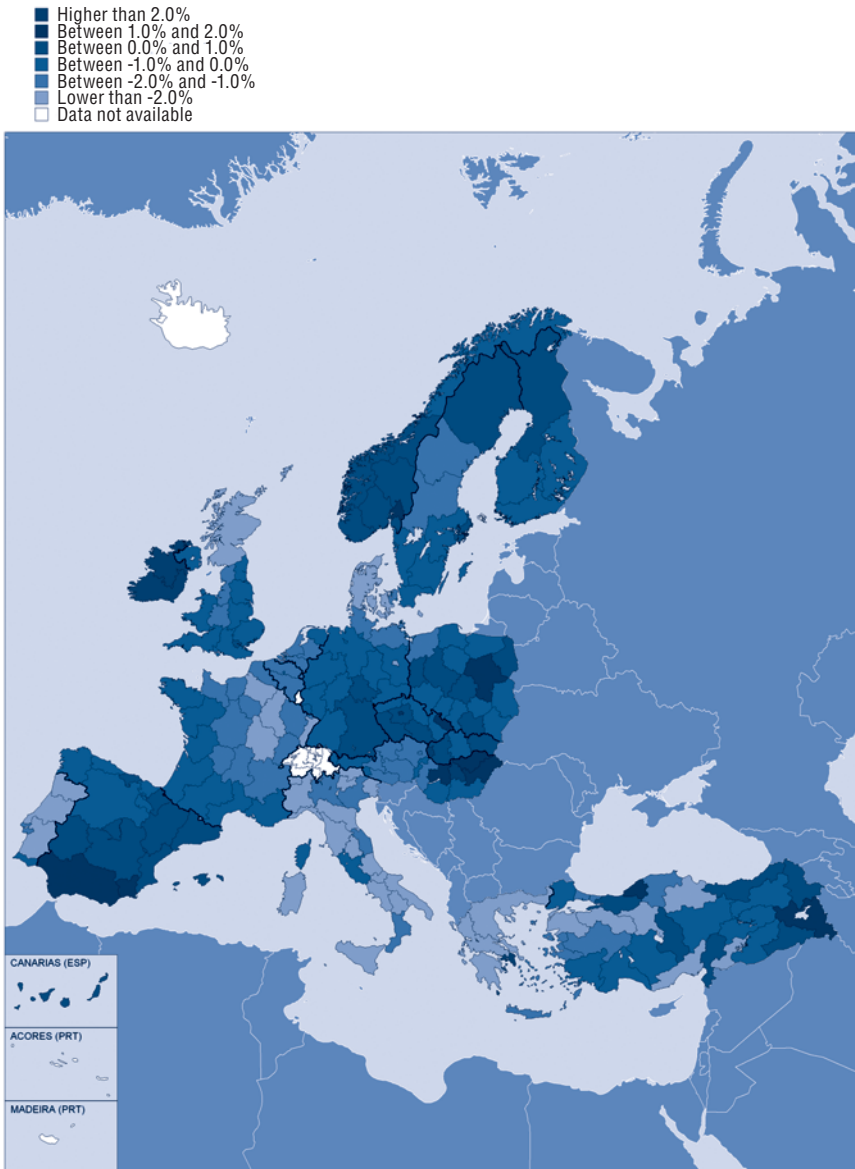 Higher than 2.0%
Between 1.0% and 2.0%
Between 0.0% and 1.0%
Between -1.0% and 0.0%
Between -2.0% and -1.0%
Lower than -2.0%
Data not available
CANARIAS (ESP)
ACORES (PRT)
MADEIRA (PRT)